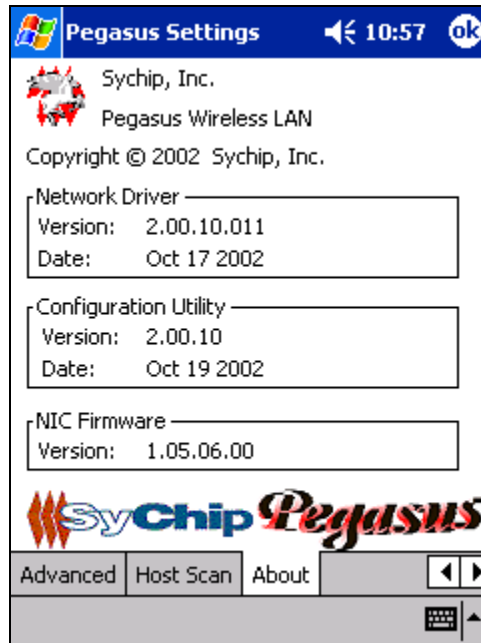 Pegasus Settings 10:57 ok
Sychip, Inc.
Pegasus Wireless LAN
Copyright © 2002 Sychip, Inc.
Network Driver
Version: 2.00.10.011
Date: Oct 17 2002
Configuration Utility
Version: 2.00.10
Date: Oct 19 2002
NIC Firmware
Version: 1.05.06.00
SyChip Pegasus
Advanced Host Scan About